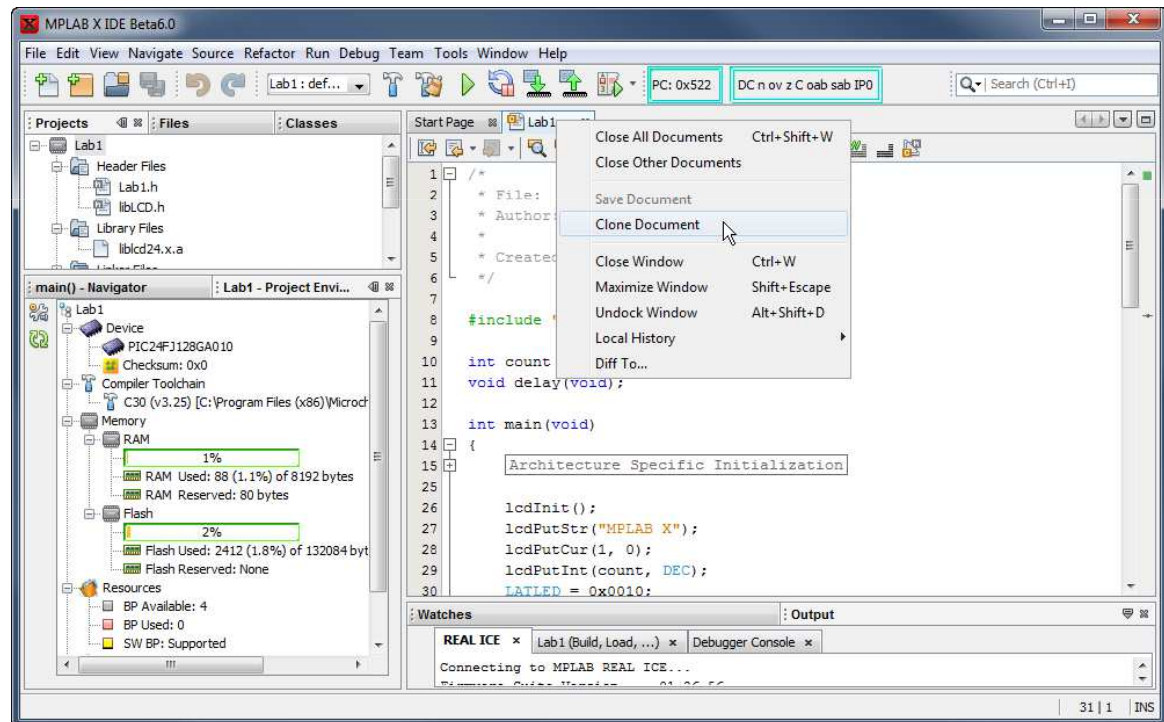 MPLAB X IDE Beta6.0
File Edit View Navigate Source Refactor Run Debug Team Tools Window Help
Lab1 : def... PC: 0x522 DC n ov z C oab sab IP0 Search (Ctrl+I)
Projects Files Classes
Lab1
Header Files
Lab1.h
libLCD.h
Library Files
liblcd24.x.a
Linker Files
main() - Navigator Lab1 - Project Envi...
Lab1
Device
PIC24FJ128GA010
Checksum: 0x0
Compiler Toolchain
C30 (v3.25) [C:\Program Files (x86)\Microch
Memory
RAM
1%
RAM Used: 88 (1.1%) of 8192 bytes
RAM Reserved: 80 bytes
Flash
2%
Flash Used: 2412 (1.8%) of 132084 byt
Flash Reserved: None
Resources
BP Available: 4
BP Used: 0
SW BP: Supported
Start Page Lab1
Close All Documents Ctrl+Shift+W
Close Other Documents
Save Document
Clone Document
Close Window Ctrl+W
Maximize Window Shift+Escape
Undock Window Alt+Shift+D
Local History
Diff To...
1 /*
2 * File:
3 * Author:
4 *
5 * Created
6 */
7
8 #include "
9
10 int count
11 void delay(void);
12
13 int main(void)
14 {
15 Architecture Specific Initialization
25
26 lcdInit();
27 lcdPutStr("MPLAB X");
28 lcdPutCur(1, 0);
29 lcdPutInt(count, DEC);
30 LATLED = 0x0010;
Watches Output
REAL ICE Lab1 (Build, Load, ...) Debugger Console
Connecting to MPLAB REAL ICE...
31 | 1 INS